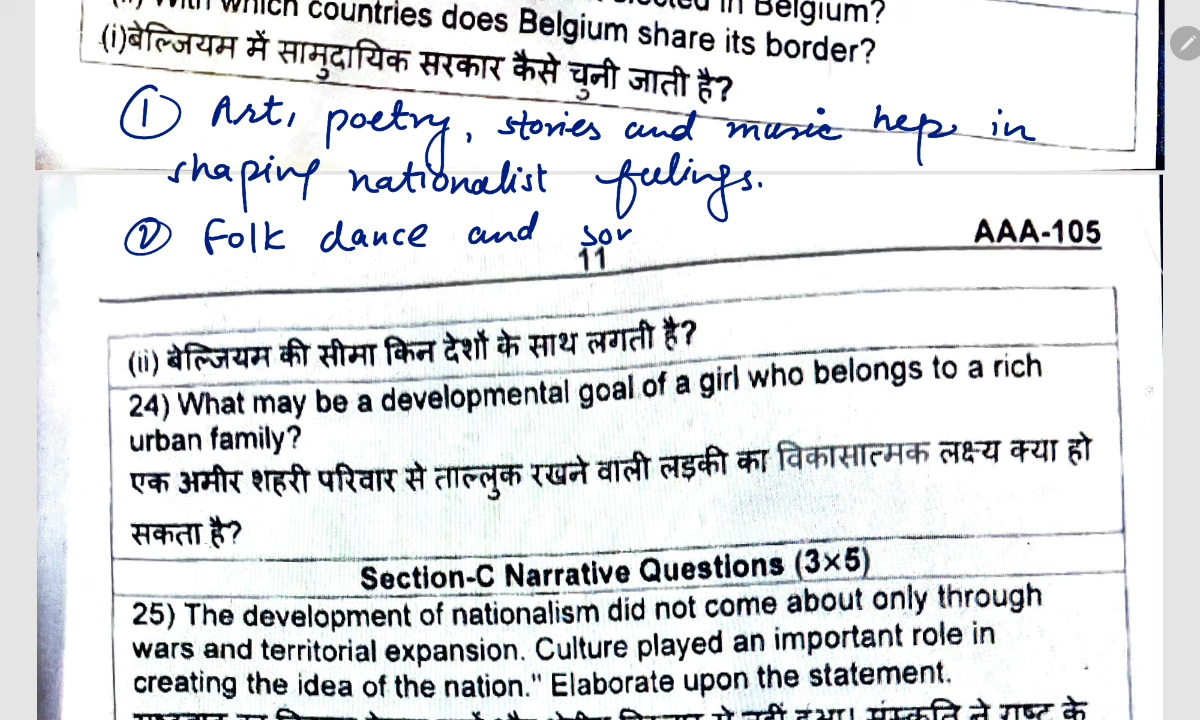 which countries does Belgium share its border?
(i)बेल्जियम में सामुदायिक सरकार कैसे चुनी जाती है?
① Art, poetry, stories and music hep in
shaping nationalist feelings.
② Folk dance and sor
11
AAA-105
(ii) बेल्जियम की सीमा किन देशों के साथ लगती है?
24) What may be a developmental goal of a girl who belongs to a rich
urban family?
एक अमीर शहरी परिवार से ताल्लुक रखने वाली लड़की का विकासात्मक लक्ष्य क्या हो
सकता है?
Section-C Narrative Questions (3×5)
25) The development of nationalism did not come about only through
wars and territorial expansion. Culture played an important role in
creating the idea of the nation." Elaborate upon the statement.